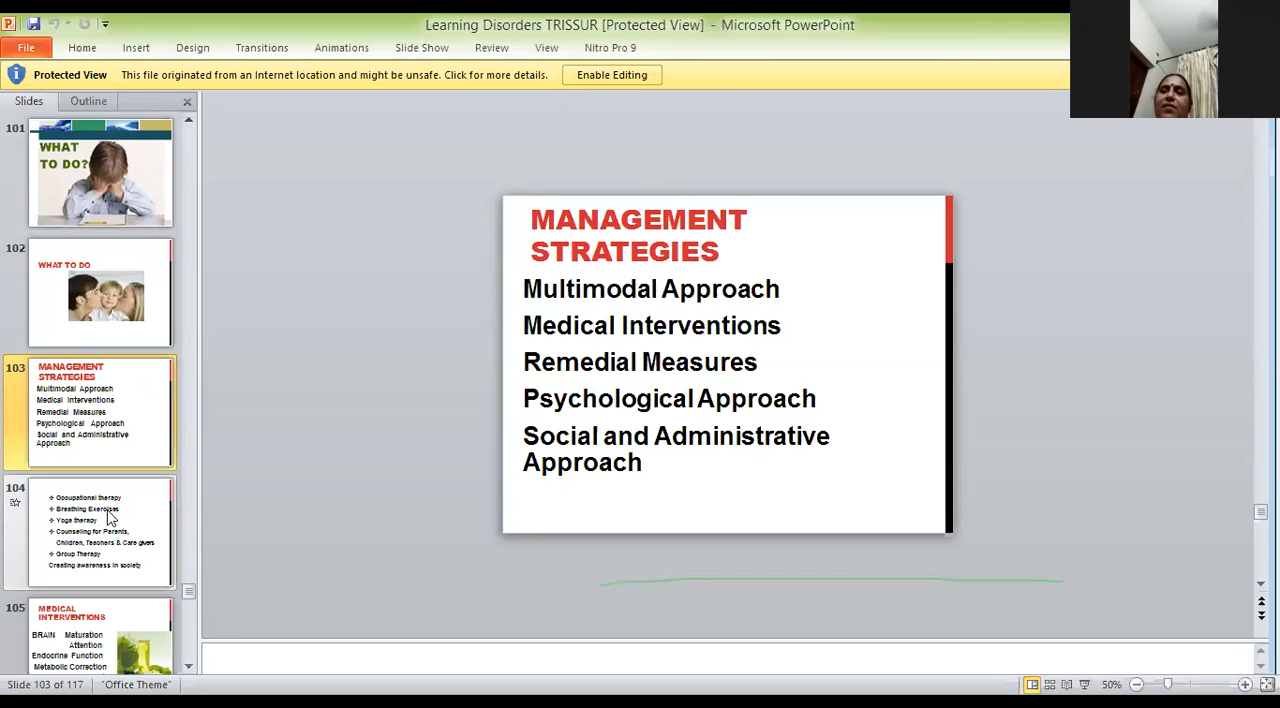 Learning Disorders TRISSUR [Protected View] - Microsoft PowerPoint
File Home Insert Design Transitions Animations Slide Show Review View Nitro Pro 9
Protected View This file originated from an Internet location and might be unsafe. Click for more details. Enable Editing
Slides Outline
101
WHAT
TO DO?
102
WHAT TO DO
103
MANAGEMENT
STRATEGIES
Multimodal Approach
Medical Interventions
Remedial Measures
Psychological Approach
Social and Administrative
Approach
104
Occupational therapy
Breathing Exercises
Yoga therapy
Counseling for Parents,
Children, Teachers & Care givers
Group Therapy
Creating awareness in society
105
MEDICAL
INTERVENTIONS
BRAIN Maturation
Attention
Endocrine Function
Metabolic Correction
MANAGEMENT
STRATEGIES
Multimodal Approach
Medical Interventions
Remedial Measures
Psychological Approach
Social and Administrative
Approach
Slide 103 of 117 "Office Theme" 50%